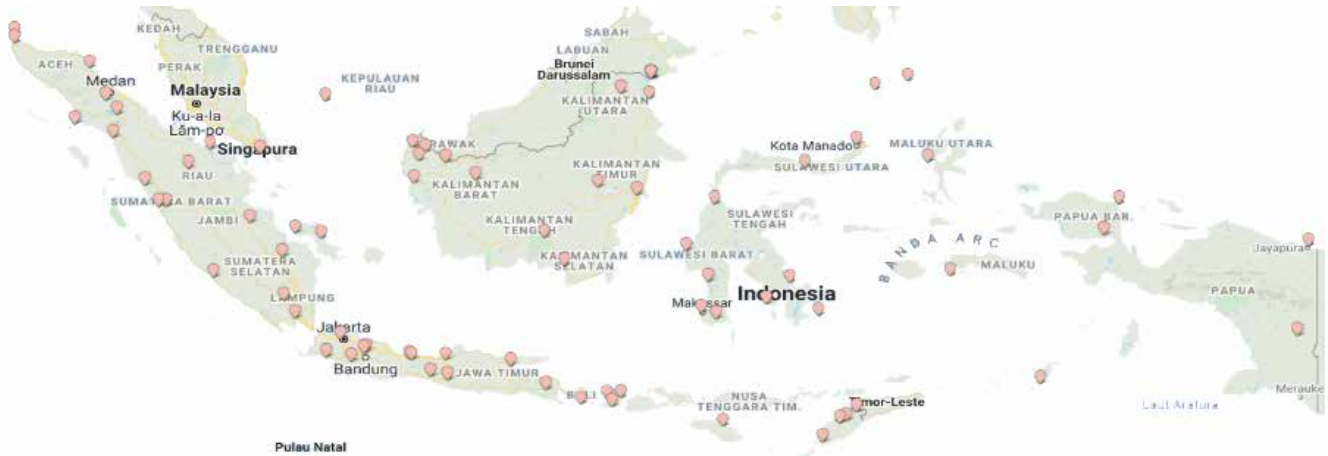 KEDAH
TRENGGANU
ACEH
PERAK
Medan
Malaysia
Ku-a-la
Lăm-pơ
KEPULAUAN
RIAU
Singapura
RIAU
JAMBI
SUMATERA
SELATAN
LAMPUNG
Jakarta
Bandung
JAWA TIMUR
SABAH
LABUAN
Brunei
Darussalam
KALIMANTAN
UTARA
RAWAK
KALIMANTAN
BARAT
KALIMANTAN
TIMUR
KALIMANTAN
TENGAH
SELATAN
Kota Manado
SULAWESI UTARA
MALUKU UTARA
SULAWESI
TENGAH
SULAWESI BARAT
Indonesia
BANDA ARC
MALUKU
PAPUA BAR.
Jayapura
PAPUA
Merauke
NUSA
TENGGARA TIM.
Timor-Leste
Laut Arafura
Pulau Natal